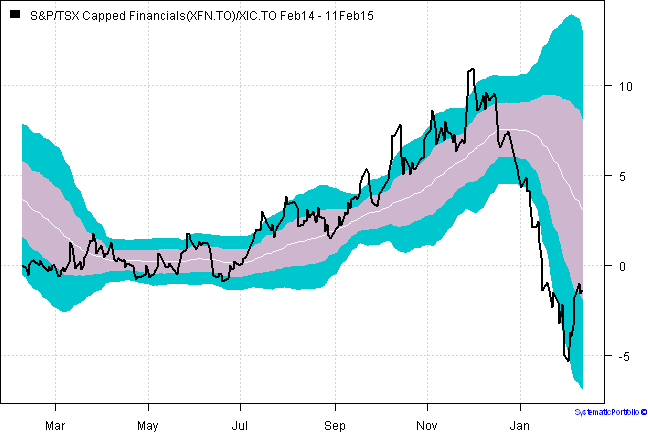 S&P/TSX Capped Financials(XFN.TO)/XIC.TO Feb14 - 11Feb15
10
5
0
-5
Mar May Jul Sep Nov Jan
SystematicPortfolio ©